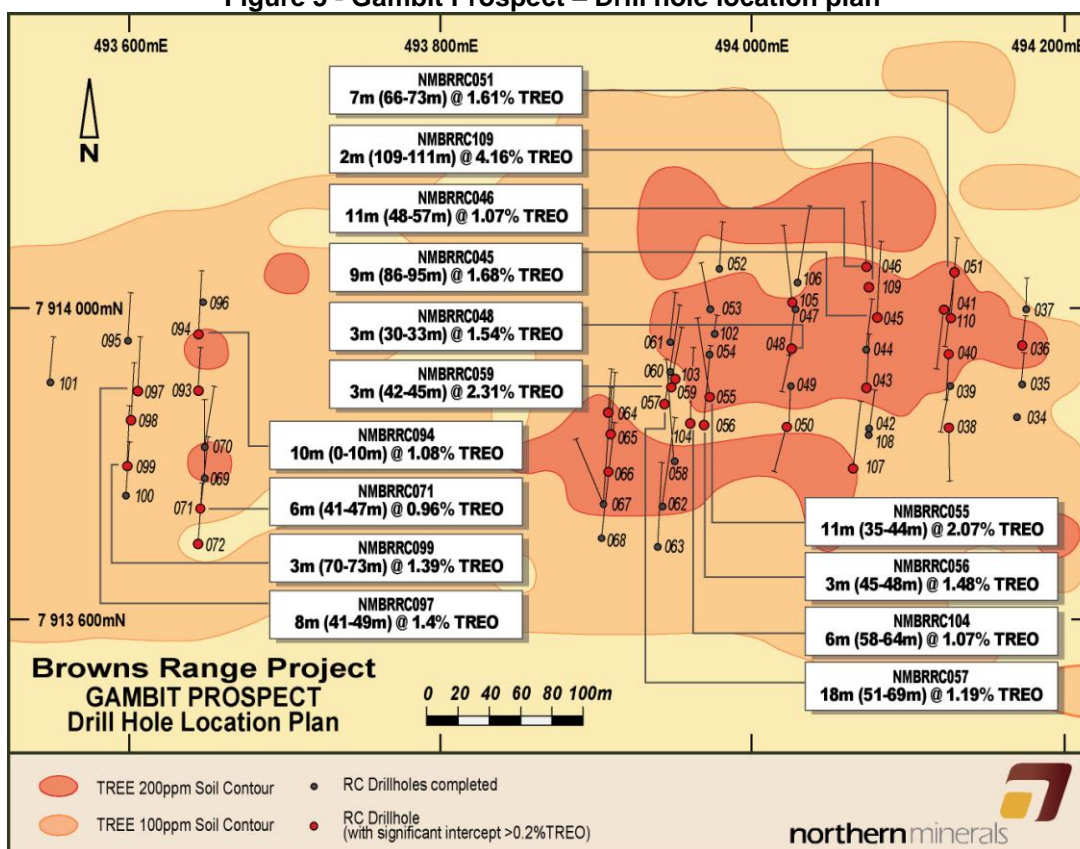 Figure 5 - Gambit Prospect – Drill hole location plan
493 600mE
493 800mE
494 000mE
494 200mE
N
7 914 000mN
7 913 600mN
NMBRRC051
7m (66-73m) @ 1.61% TREO
NMBRRC109
2m (109-111m) @ 4.16% TREO
NMBRRC046
11m (48-57m) @ 1.07% TREO
NMBRRC045
9m (86-95m) @ 1.68% TREO
NMBRRC048
3m (30-33m) @ 1.54% TREO
NMBRRC059
3m (42-45m) @ 2.31% TREO
NMBRRC094
10m (0-10m) @ 1.08% TREO
NMBRRC071
6m (41-47m) @ 0.96% TREO
NMBRRC099
3m (70-73m) @ 1.39% TREO
NMBRRC097
8m (41-49m) @ 1.4% TREO
NMBRRC055
11m (35-44m) @ 2.07% TREO
NMBRRC056
3m (45-48m) @ 1.48% TREO
NMBRRC104
6m (58-64m) @ 1.07% TREO
NMBRRC057
18m (51-69m) @ 1.19% TREO
096
094
095
101
097
093
098
070
099
069
100
071
072
052
106
046
051
109
105
053
047
041
037
045
110
102
061
054
048
044
036
040
060
103
059
049
043
039
035
057
055
064
104
056
050
042
108
038
034
065
058
107
066
067
062
068
063
Browns Range Project
GAMBIT PROSPECT
Drill Hole Location Plan
0 20 40 60 80 100m
TREE 200ppm Soil Contour
TREE 100ppm Soil Contour
RC Drillholes completed
RC Drillhole
(with significant intercept >0.2%TREO)
northernminerals